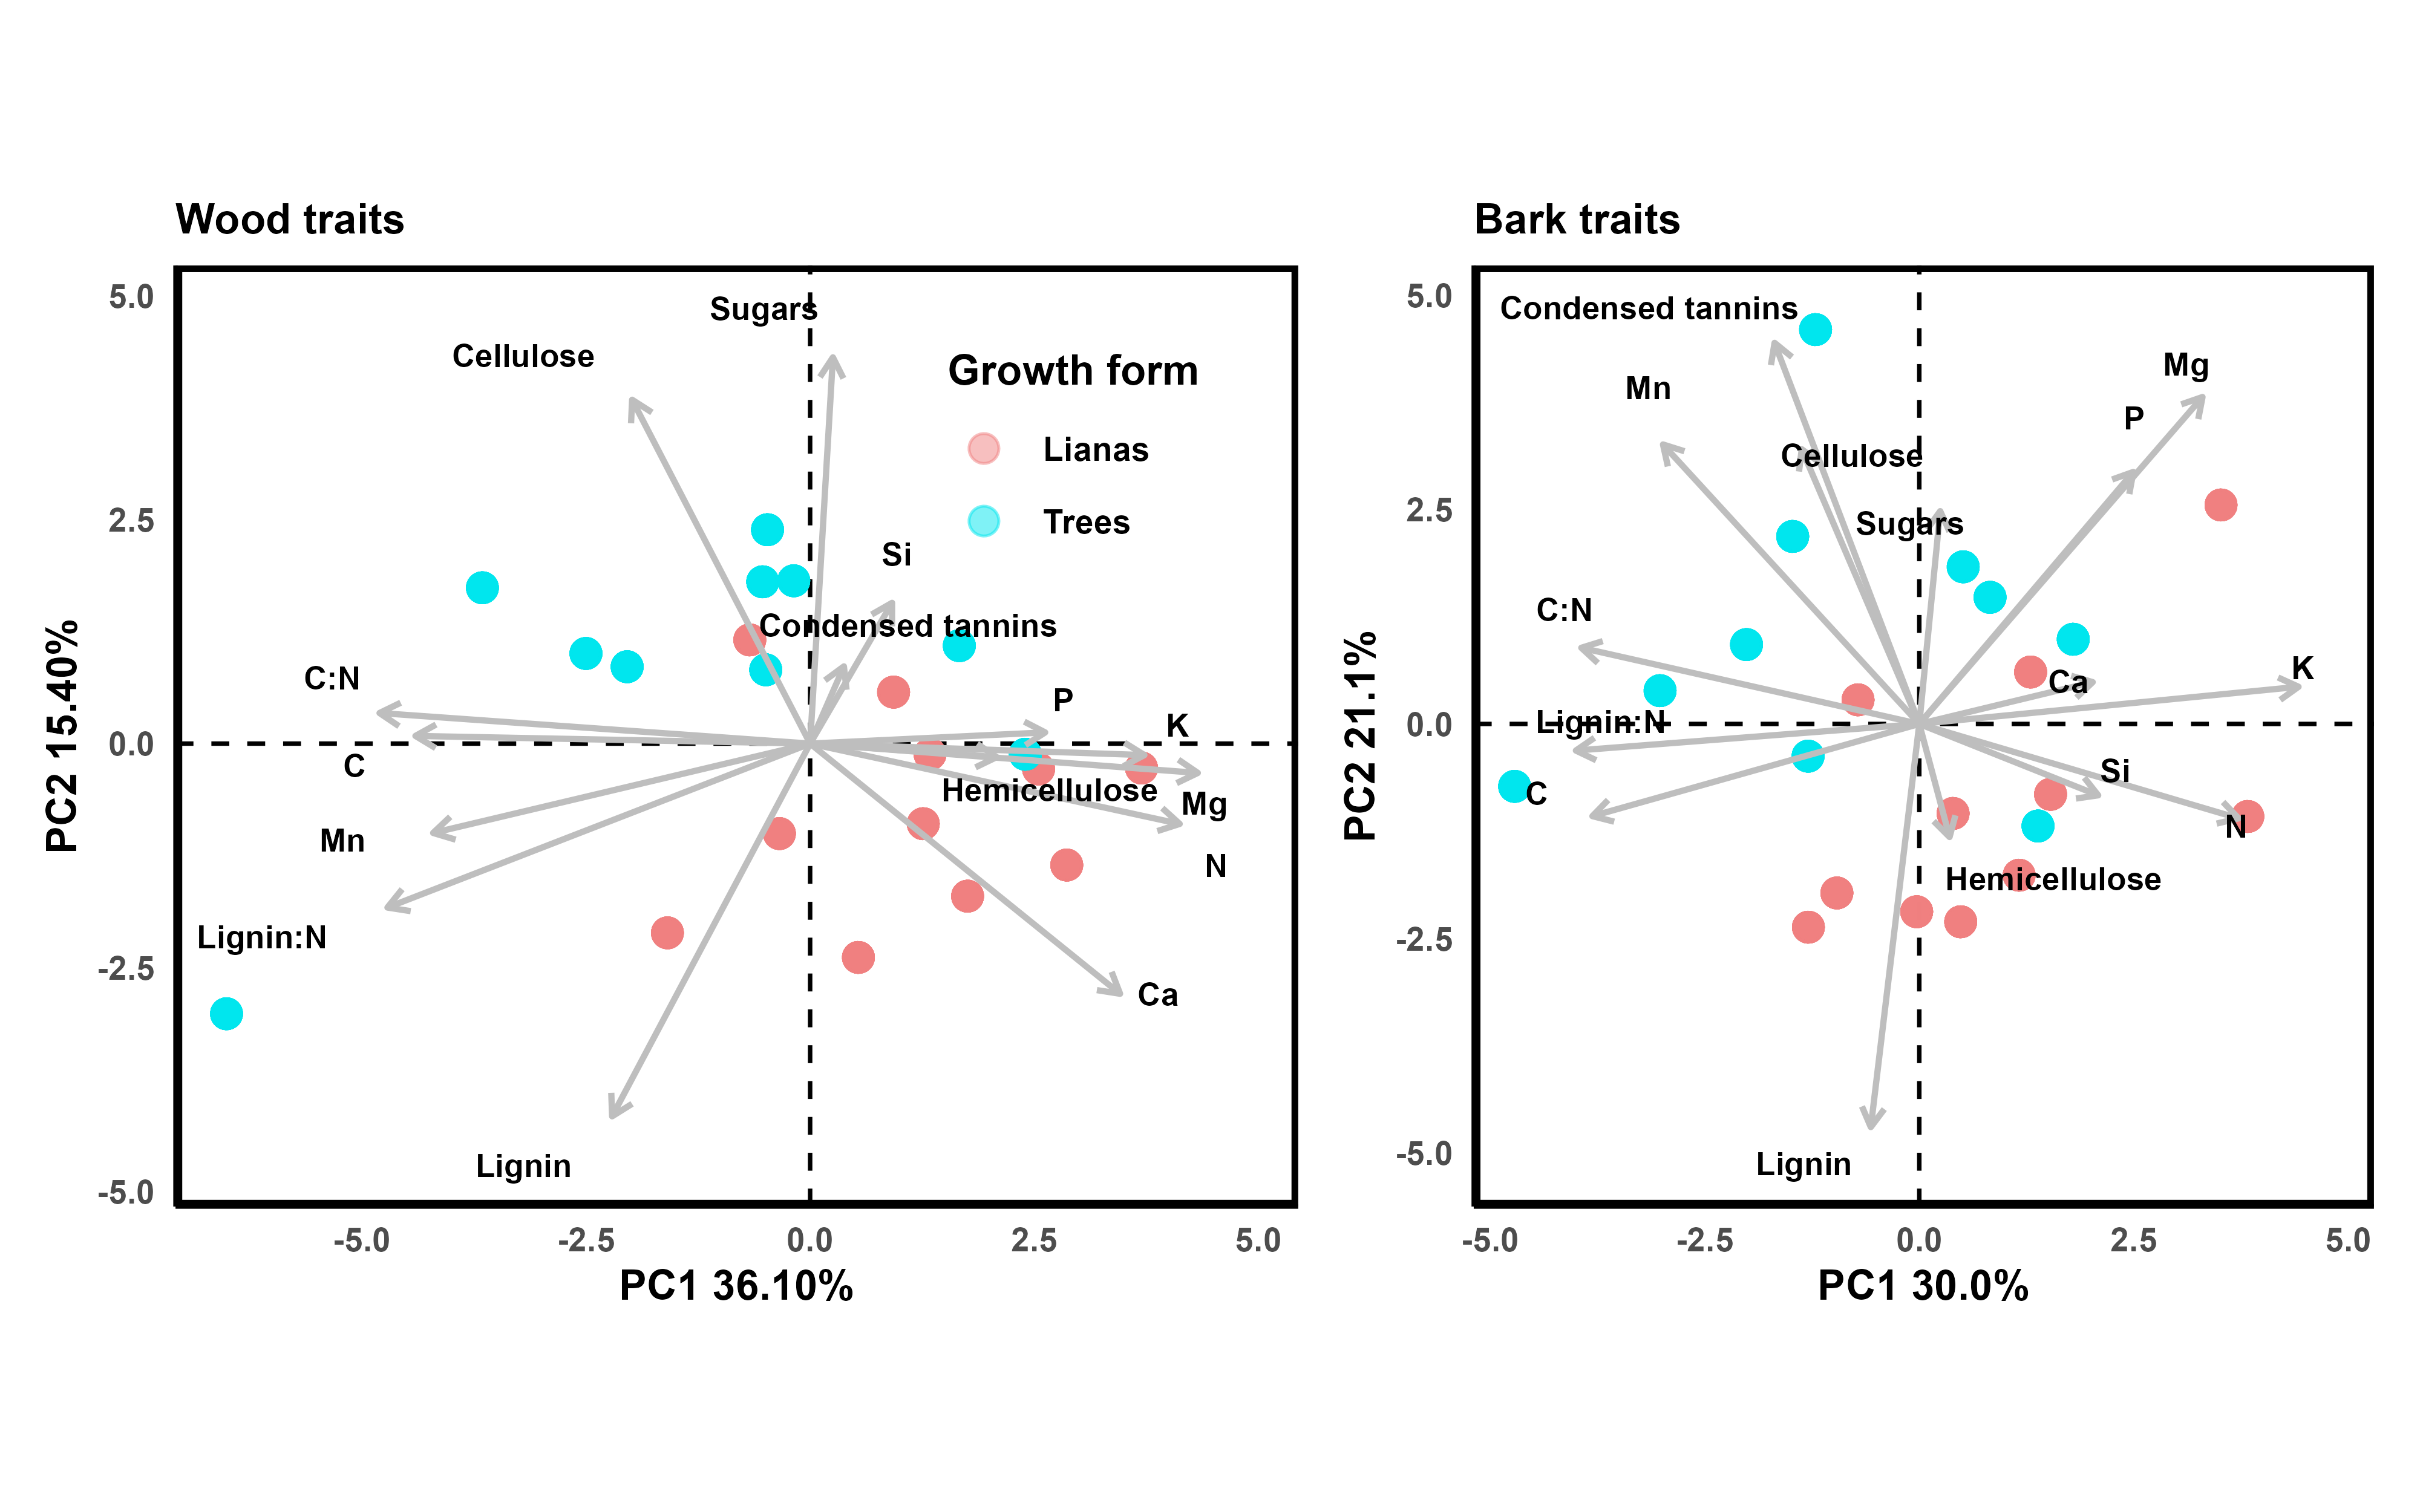 Wood traits
5.0
2.5
0.0
-2.5
-5.0
PC2 15.40%
Sugars
Cellulose
Growth form
Lianas
Trees
Si
Condensed tannins
C:N
P
K
C
Hemicellulose
Mg
Mn
N
Lignin:N
Ca
Lignin
-5.0
-2.5
0.0
2.5
5.0
PC1 36.10%
Bark traits
5.0
2.5
0.0
-2.5
-5.0
PC2 21.1%
Condensed tannins
Mg
Mn
P
Cellulose
Sugars
C:N
K
Ca
Lignin:N
Si
C
N
Hemicellulose
Lignin
-5.0
-2.5
0.0
2.5
5.0
PC1 30.0%